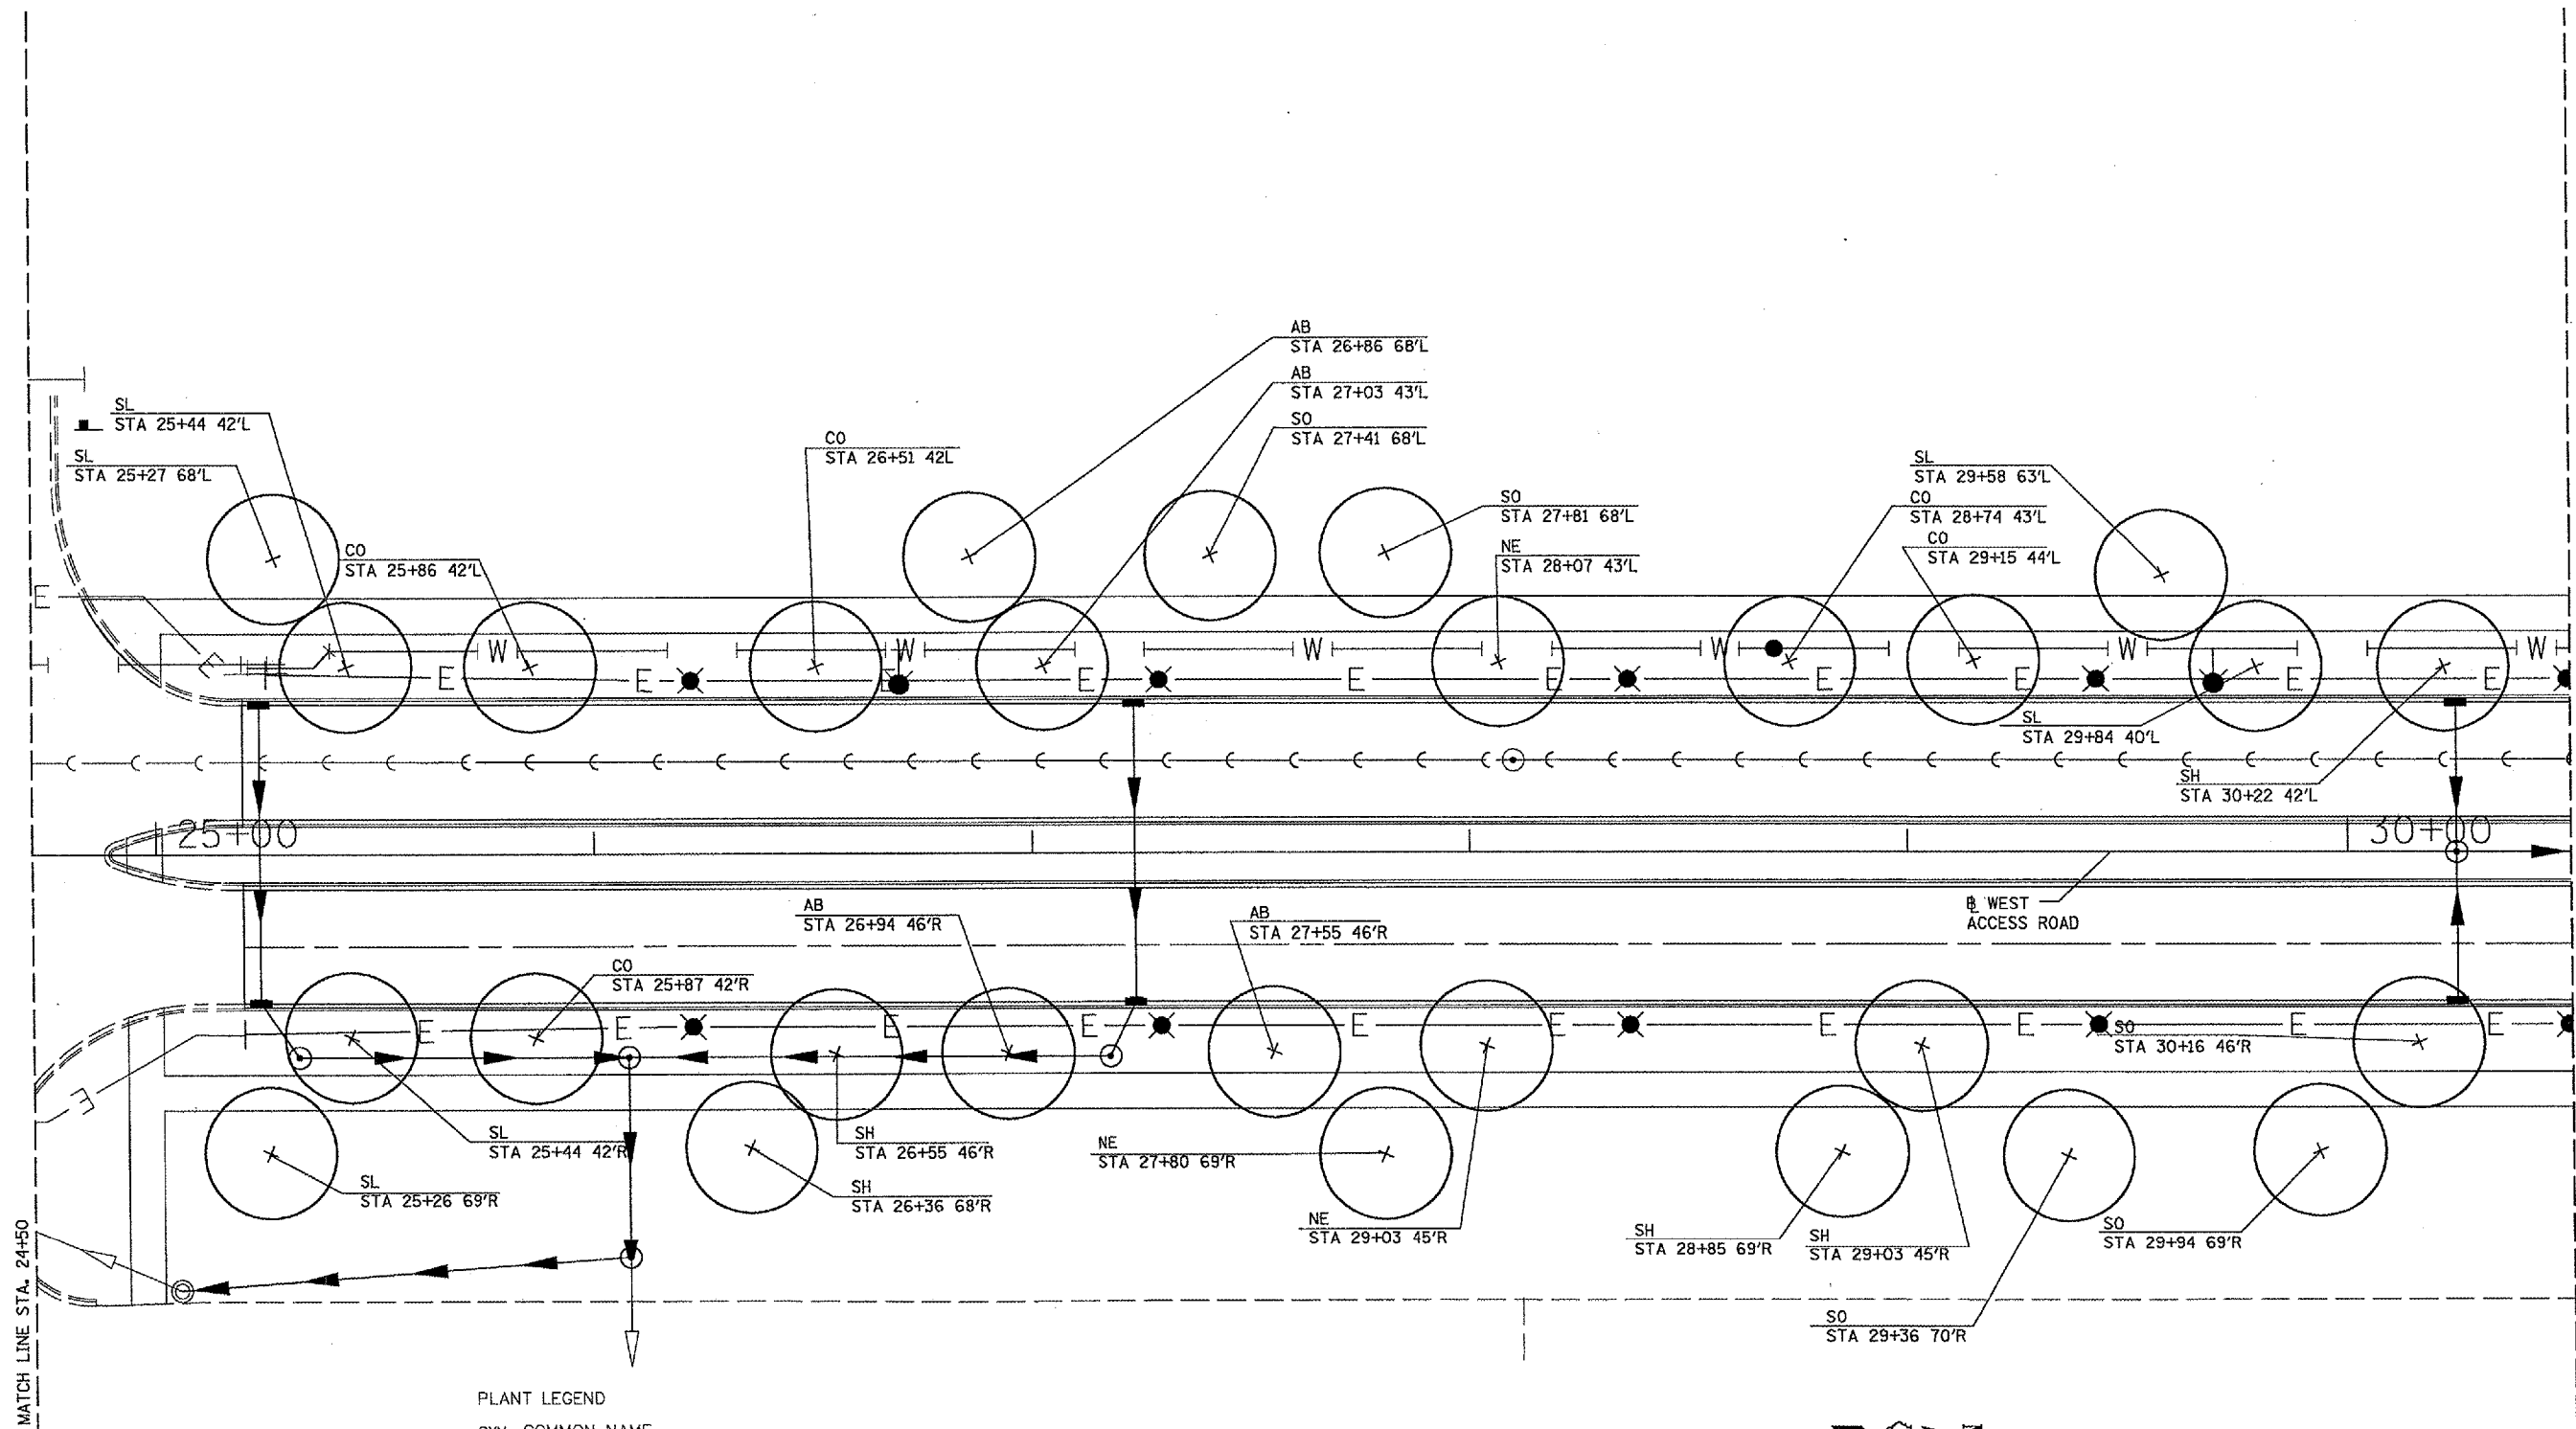 AB
STA 26+86 68'L
AB
STA 27+03 43'L
SO
STA 27+41 68'L
SL
STA 25+44 42'L
SL
STA 25+27 68'L
CO
STA 25+86 42'L
CO
STA 26+51 42L
SO
STA 27+81 68'L
NE
STA 28+07 43'L
SL
STA 29+58 63'L
CO
STA 28+74 43'L
CO
STA 29+15 44'L
E
E
W W W W W W
E E E E E E E E E E
SL
STA 29+84 40'L
SH
STA 30+22 42'L
25+00
30+00
℄ WEST
ACCESS ROAD
AB
STA 26+94 46'R
AB
STA 27+55 46'R
CO
STA 25+87 42'R
E E E E E E E E E E
SO
STA 30+16 46'R
E
SL
STA 25+44 42'R
SH
STA 26+55 46'R
NE
STA 27+80 69'R
SL
STA 25+26 69'R
SH
STA 26+36 68'R
NE
STA 29+03 45'R
SH
STA 28+85 69'R
SH
STA 29+03 45'R
SO
STA 29+94 69'R
SO
STA 29+36 70'R
MATCH LINE STA. 24+50
PLANT LEGEND
COMMON NAME